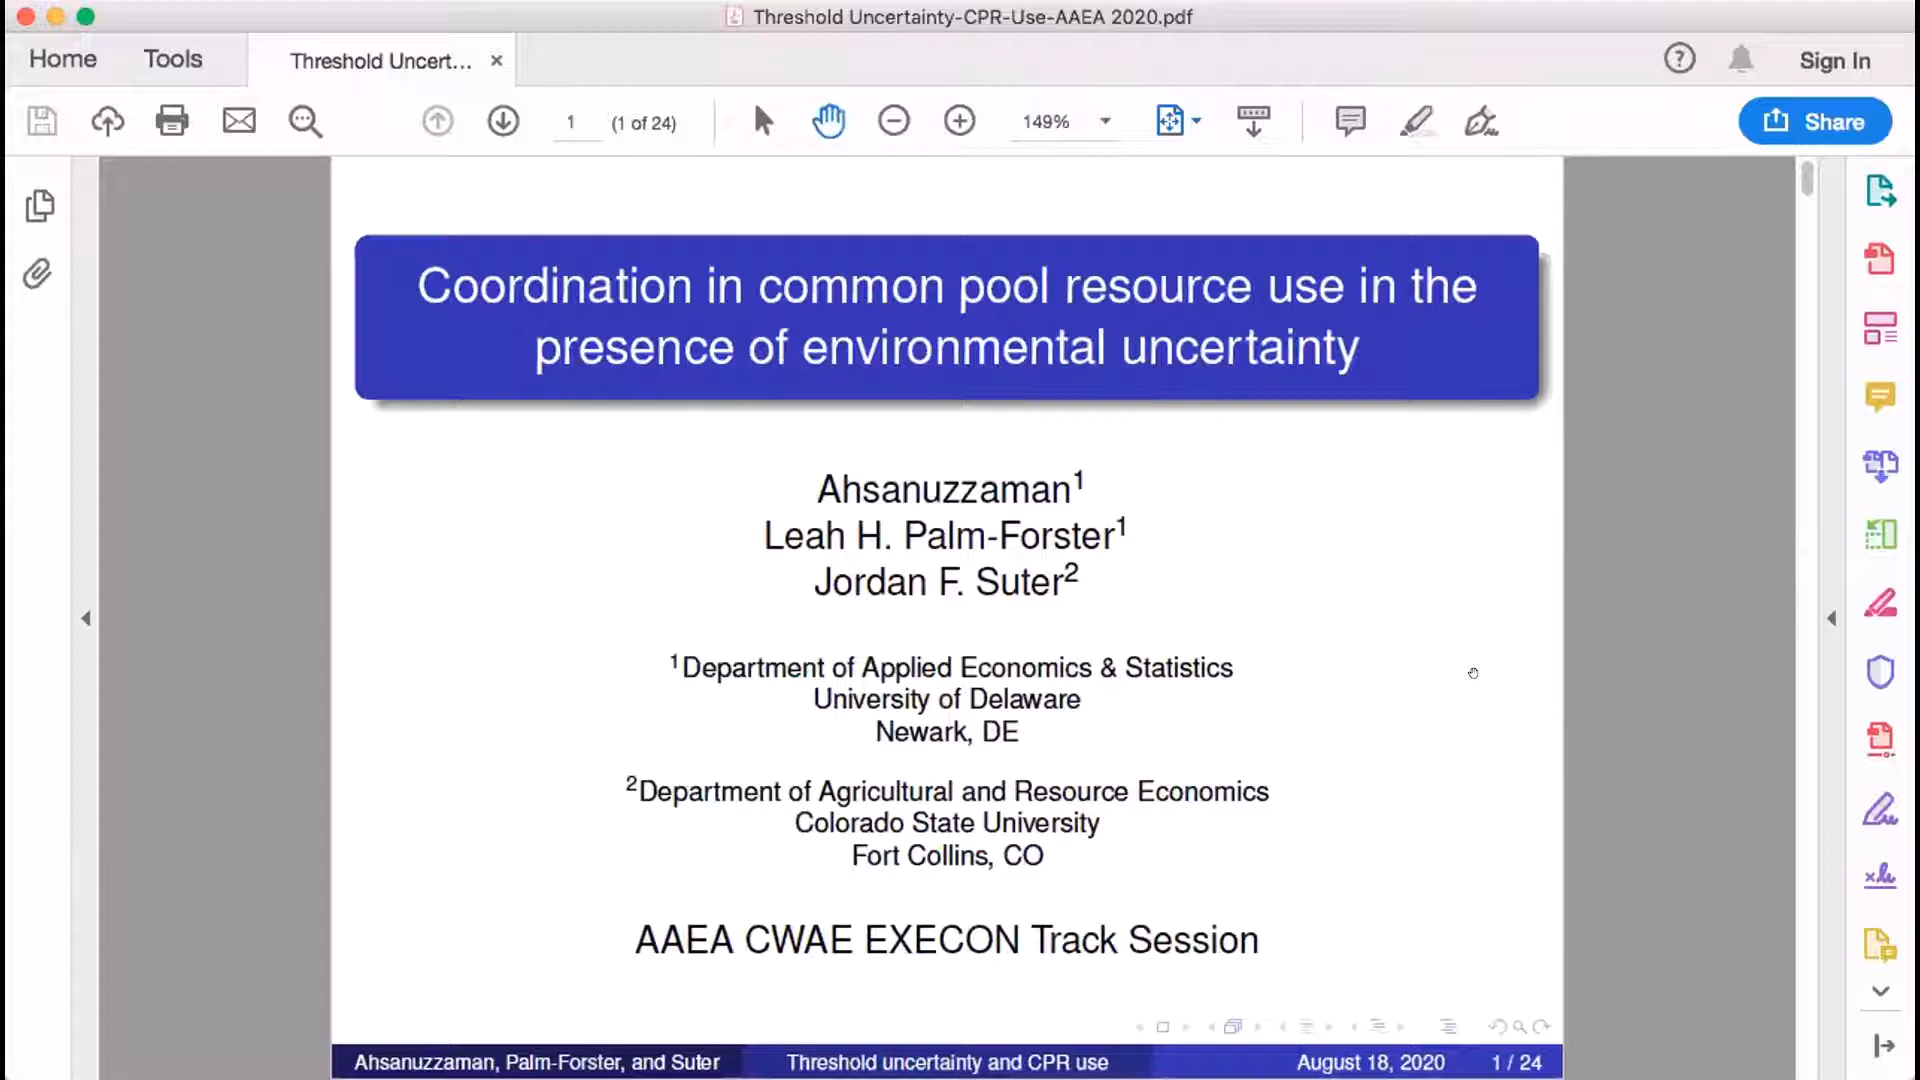 Threshold Uncertainty-CPR-Use-AAEA 2020.pdf
Home Tools Threshold Uncert... × ? Sign In
1 (1 of 24) 149% Share
Coordination in common pool resource use in the
presence of environmental uncertainty
Ahsanuzzaman¹
Leah H. Palm-Forster¹
Jordan F. Suter²
¹Department of Applied Economics & Statistics
University of Delaware
Newark, DE
²Department of Agricultural and Resource Economics
Colorado State University
Fort Collins, CO
AAEA CWAE EXECON Track Session
Ahsanuzzaman, Palm-Forster, and Suter Threshold uncertainty and CPR use August 18, 2020 1 / 24